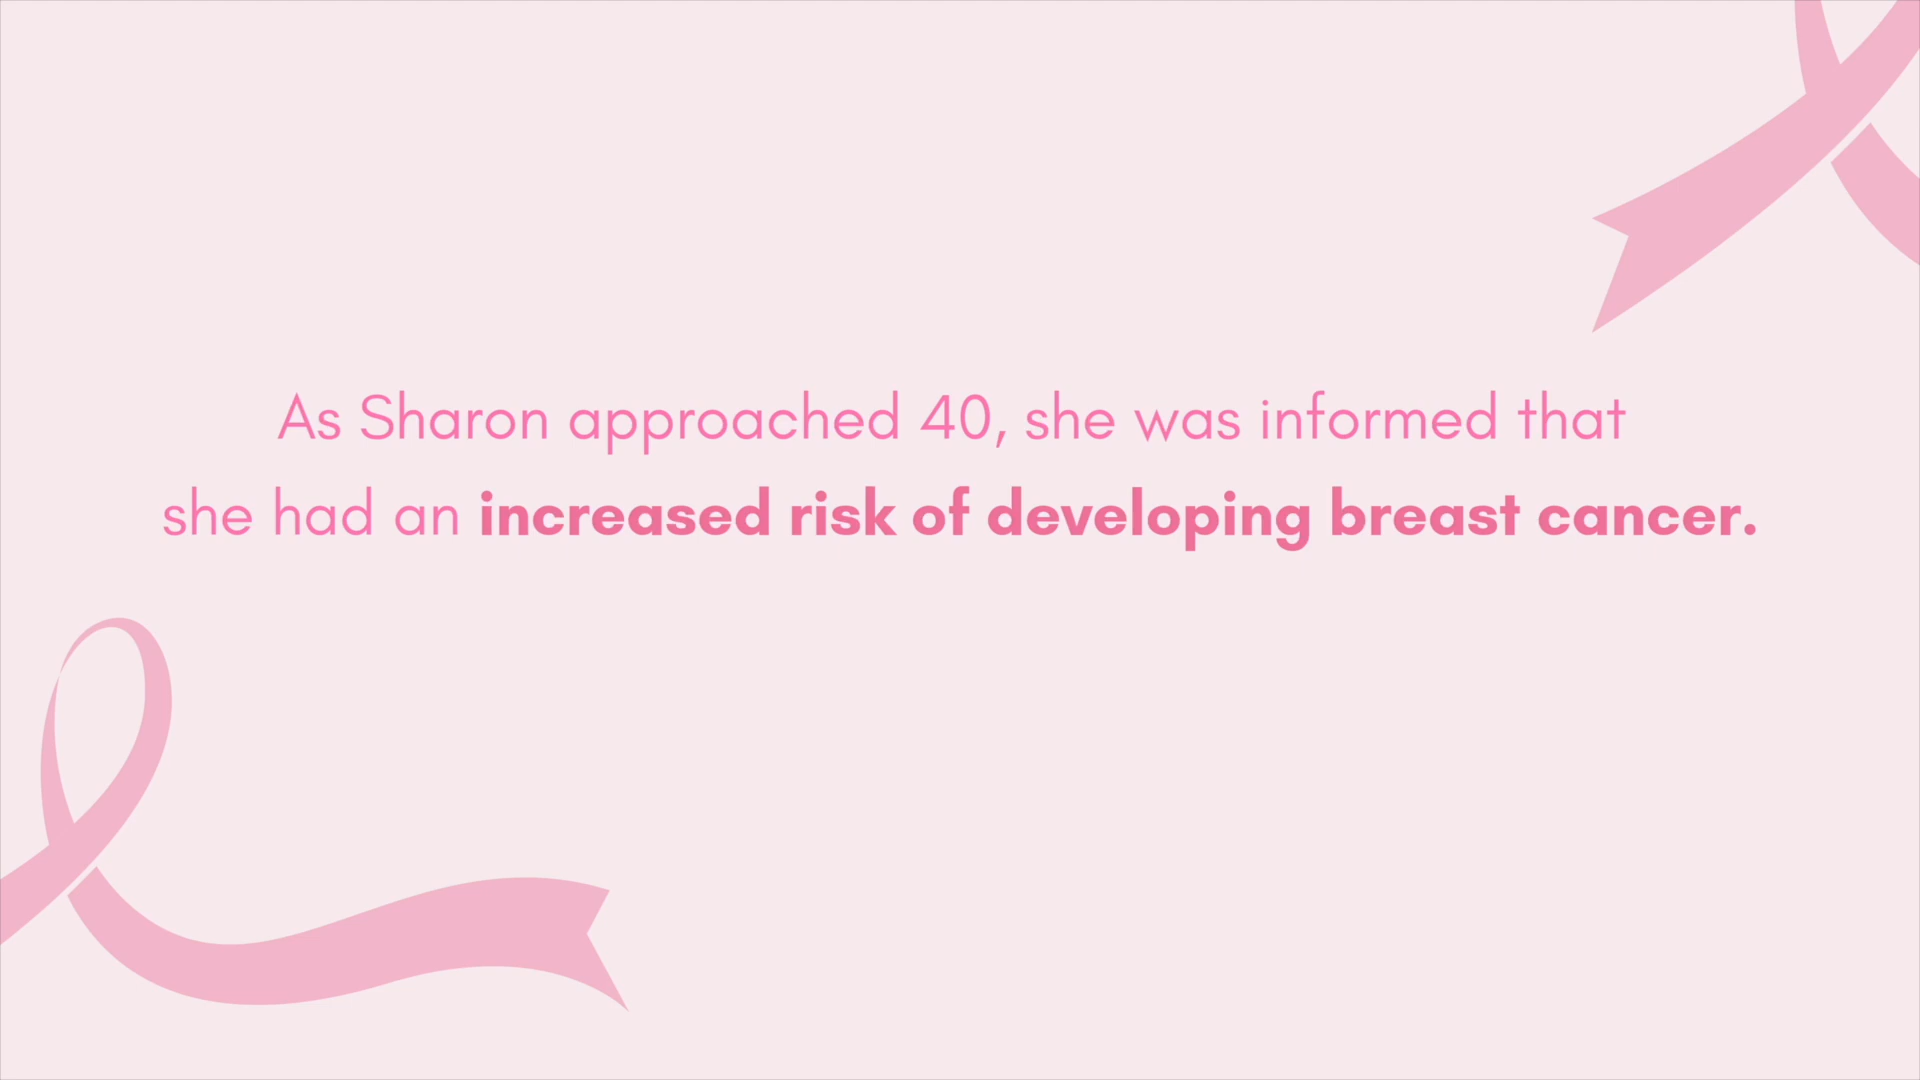 As Sharon approached 40, she was informed that
she had an increased risk of developing breast cancer.